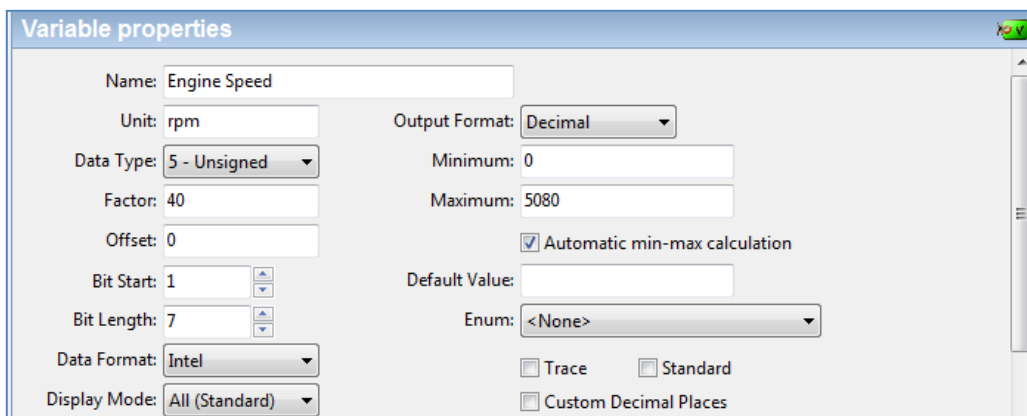 Variable properties
Name: Engine Speed
Unit: rpm Output Format: Decimal
Data Type: 5 - Unsigned Minimum: 0
Factor: 40 Maximum: 5080
Offset: 0 Automatic min-max calculation
Bit Start: 1 Default Value:
Bit Length: 7 Enum: <None>
Data Format: Intel Trace Standard
Display Mode: All (Standard) Custom Decimal Places